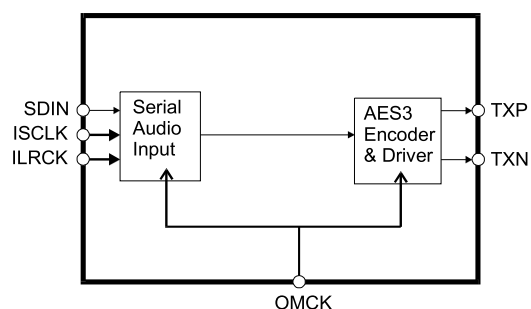 SDIN
ISCLK
ILRCK
Serial
Audio
Input
AES3
Encoder
& Driver
TXP
TXN
OMCK